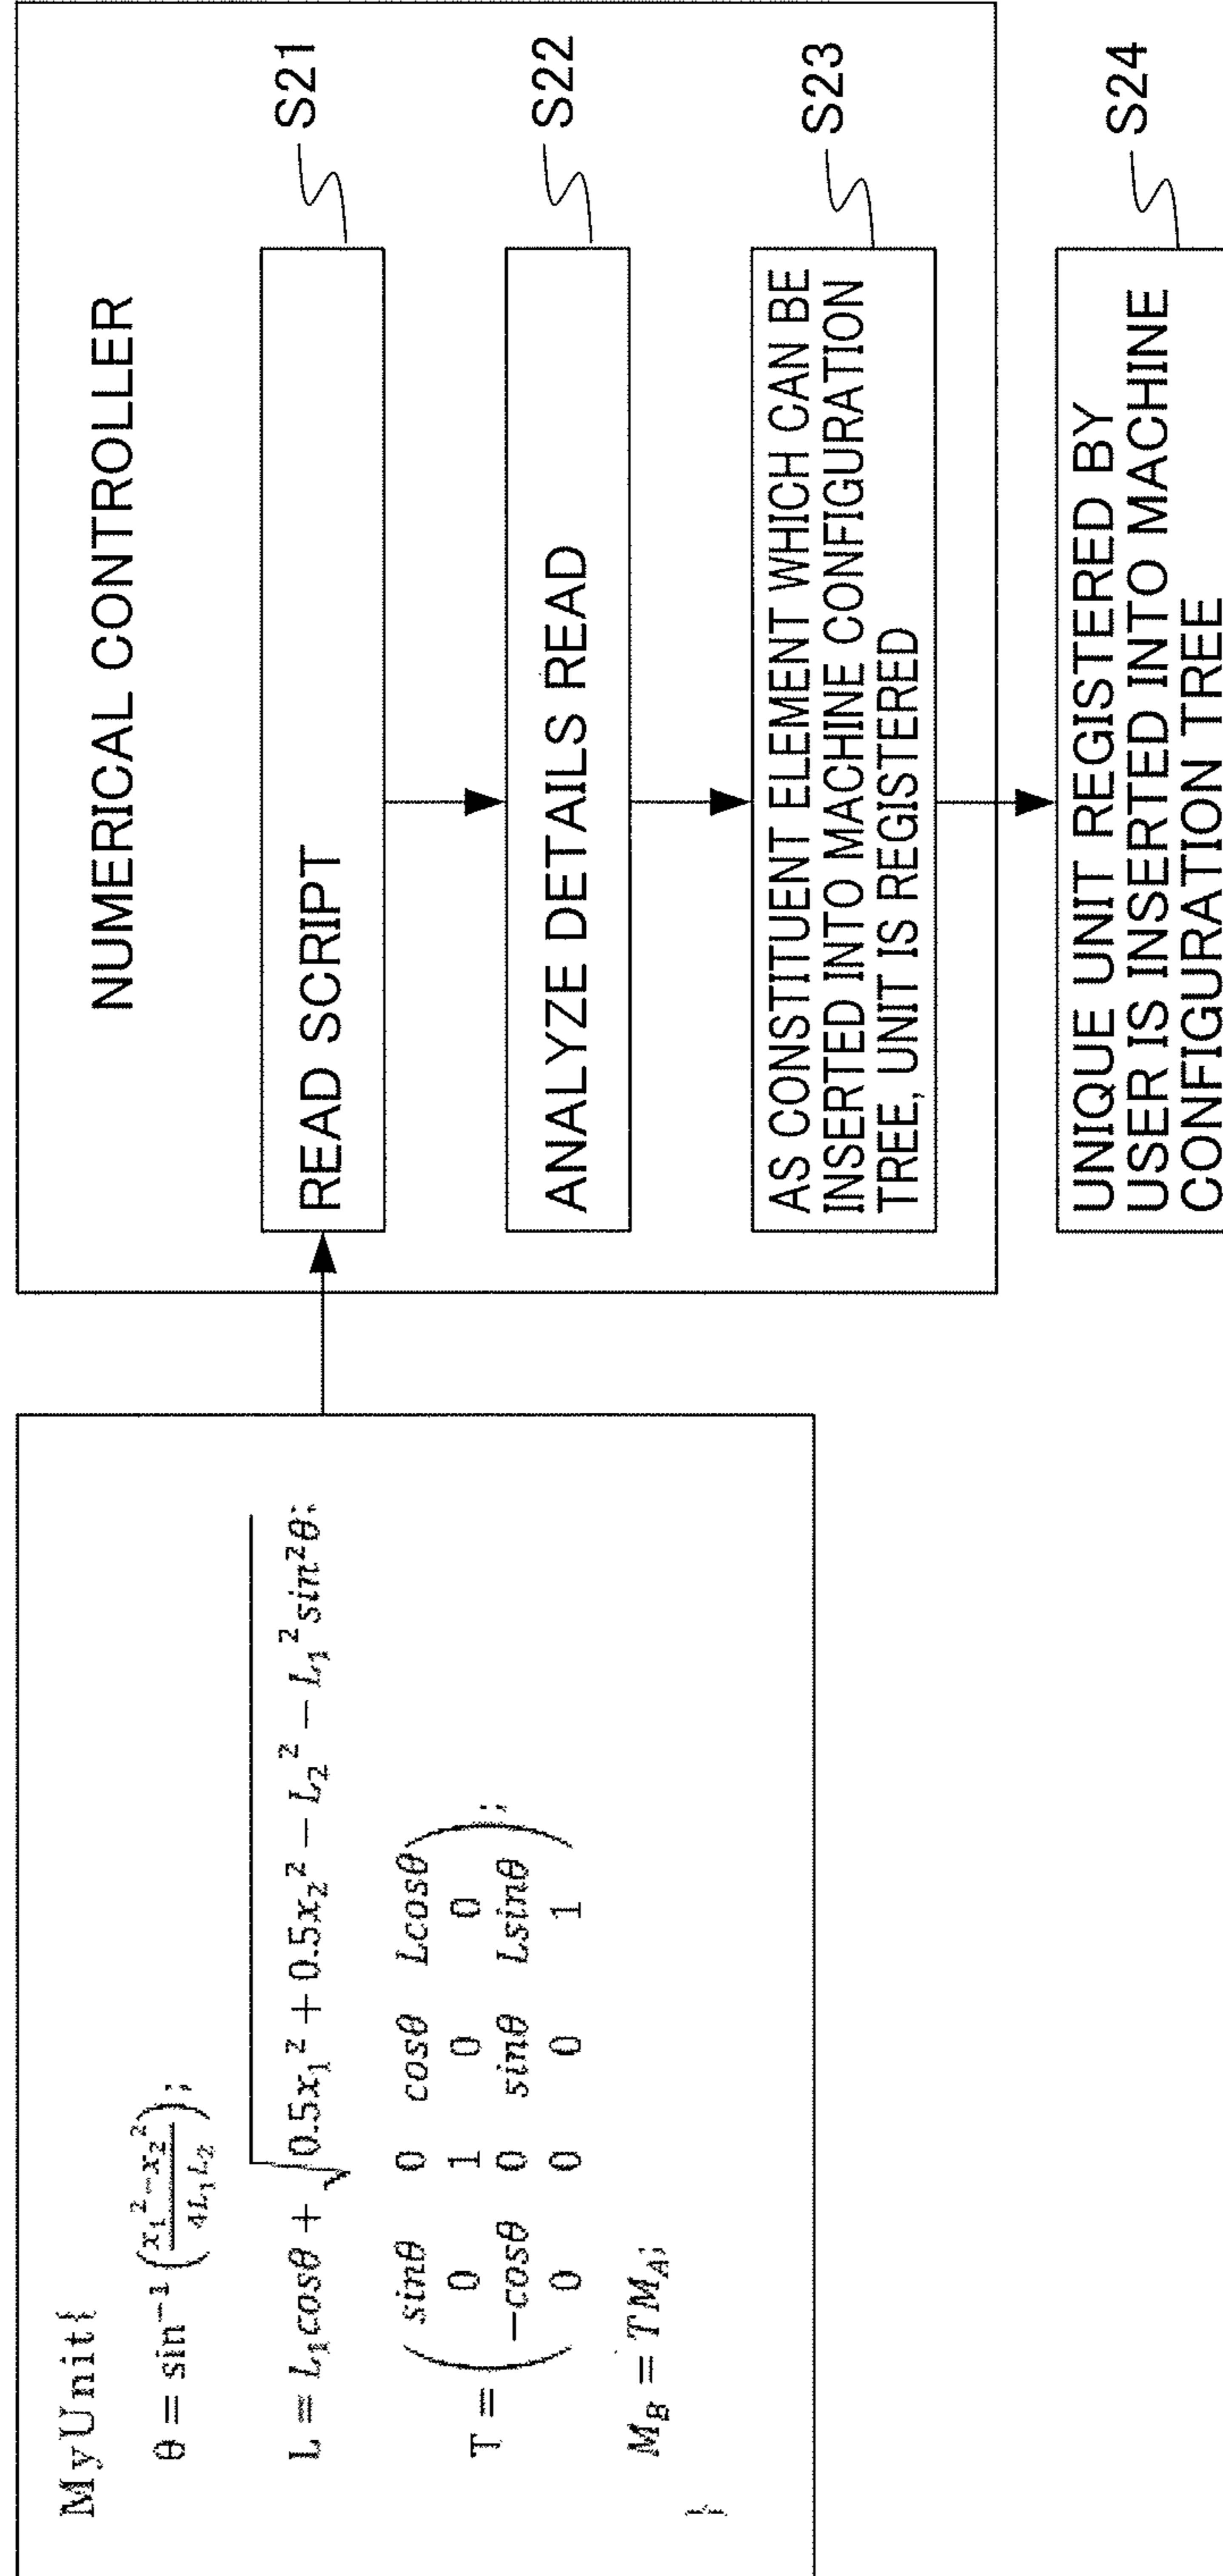 MyUnit{
θ = sin⁻¹(x₁²−x₂² / 4L₁L₂);
L = L₁cosθ + √0.5x₁² + 0.5x₂² − L₂² − L₁²sin²θ;
T = ( sinθ 0 cosθ Lcosθ
0 1 0 0
−cosθ 0 sinθ Lsinθ
0 0 0 1 );
M_B = TM_A;
}
NUMERICAL CONTROLLER
READ SCRIPT
S21
ANALYZE DETAILS READ
S22
AS CONSTITUENT ELEMENT WHICH CAN BE
INSERTED INTO MACHINE CONFIGURATION
TREE, UNIT IS REGISTERED
S23
UNIQUE UNIT REGISTERED BY
USER IS INSERTED INTO MACHINE
CONFIGURATION TREE
S24